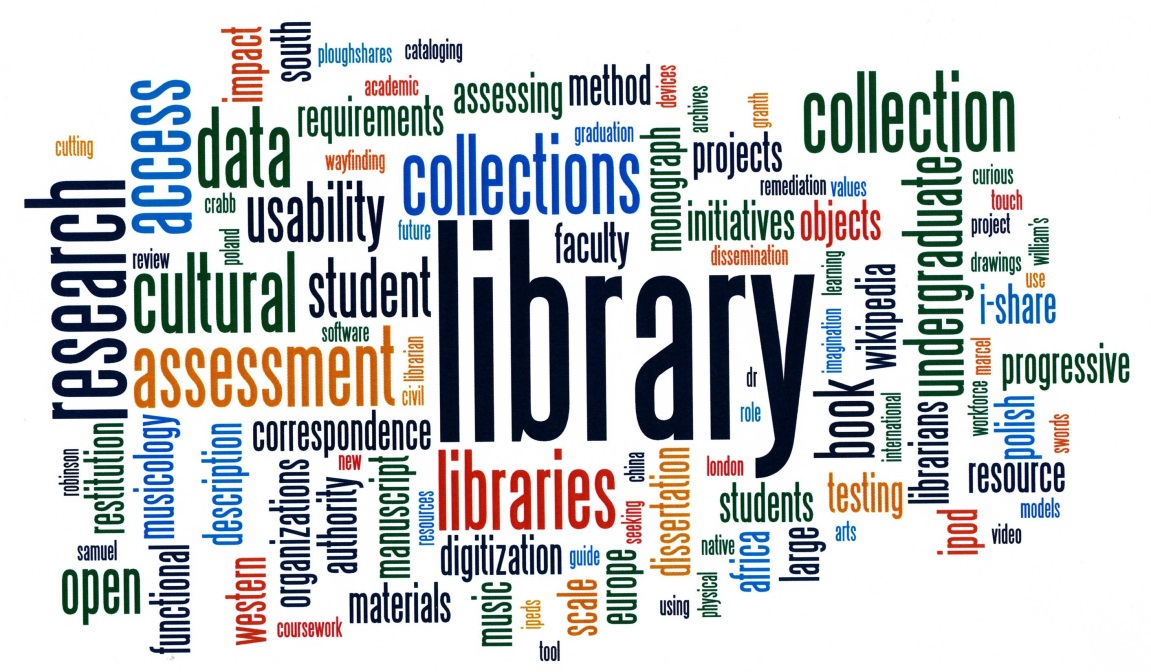 impact
south
ploughshares
cataloging
academic
requirements
assessing
method
devices
archives
granth
collection
access
data
cutting
wayfinding
graduation
collections
monograph
projects
remediation
values
curious
touch
research
crabb
usability
future
faculty
initiatives
objects
undergraduate
project
william's
poland
review
dissemination
learning
drawings
use
cultural
student
library
wikipedia
i-share
software
imagination
assessment
librarian
civil
marcel
progressive
dr
role
book
international
workforce
polish
swords
correspondence
librarians
robinson
restitution
musicology
description
new
manuscript
libraries
china
london
resource
organizations
authority
resources
seeking
dissertation
students
testing
models
samuel
functional
digitization
guide
native
africa
large
arts
ipod
video
open
western
materials
music
ipeds
scale
europe
using
physical
coursework
tool